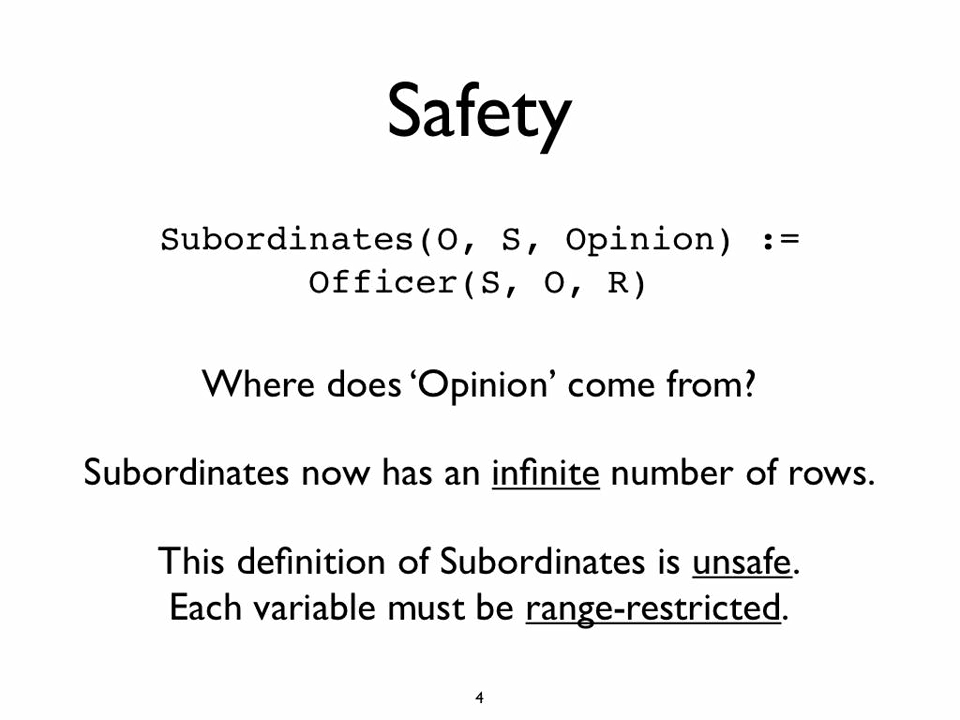 Safety
Subordinates(O, S, Opinion) :=
Officer(S, O, R)
Where does ‘Opinion’ come from?
Subordinates now has an infinite number of rows.
This definition of Subordinates is unsafe.
Each variable must be range-restricted.
4